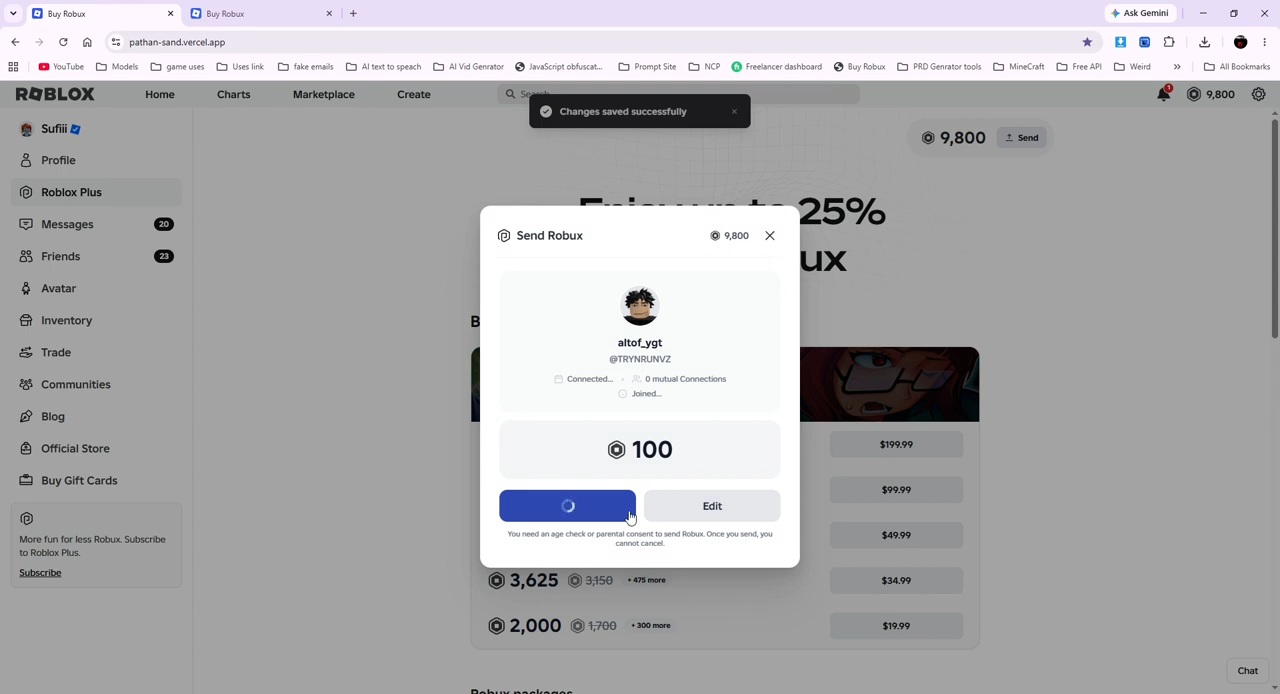 Buy Robux
Buy Robux
Ask Gemini
pathan-sand.vercel.app
YouTube
Models
game uses
Uses link
fake emails
AI text to speach
AI Vid Genrator
JavaScript obfuscat...
Prompt Site
NCP
Freelancer dashboard
Buy Robux
PRD Genrator tools
MineCraft
Free API
Weird
All Bookmarks
ROBLOX
Home
Charts
Marketplace
Create
1
9,800
Changes saved successfully
Sufiii
Profile
Roblox Plus
Messages
20
Friends
23
Avatar
Inventory
Trade
Communities
Blog
Official Store
Buy Gift Cards
More fun for less Robux. Subscribe
to Roblox Plus.
Subscribe
9,800
Send
25%
Send Robux
9,800
altof_ygt
@TRYNRUNVZ
Connected...
0 mutual Connections
Joined...
100
Edit
You need an age check or parental consent to send Robux. Once you send, you
cannot cancel.
$199.99
$99.99
$49.99
3,625
3,150
+ 475 more
$34.99
2,000
1,700
+ 300 more
$19.99
Chat